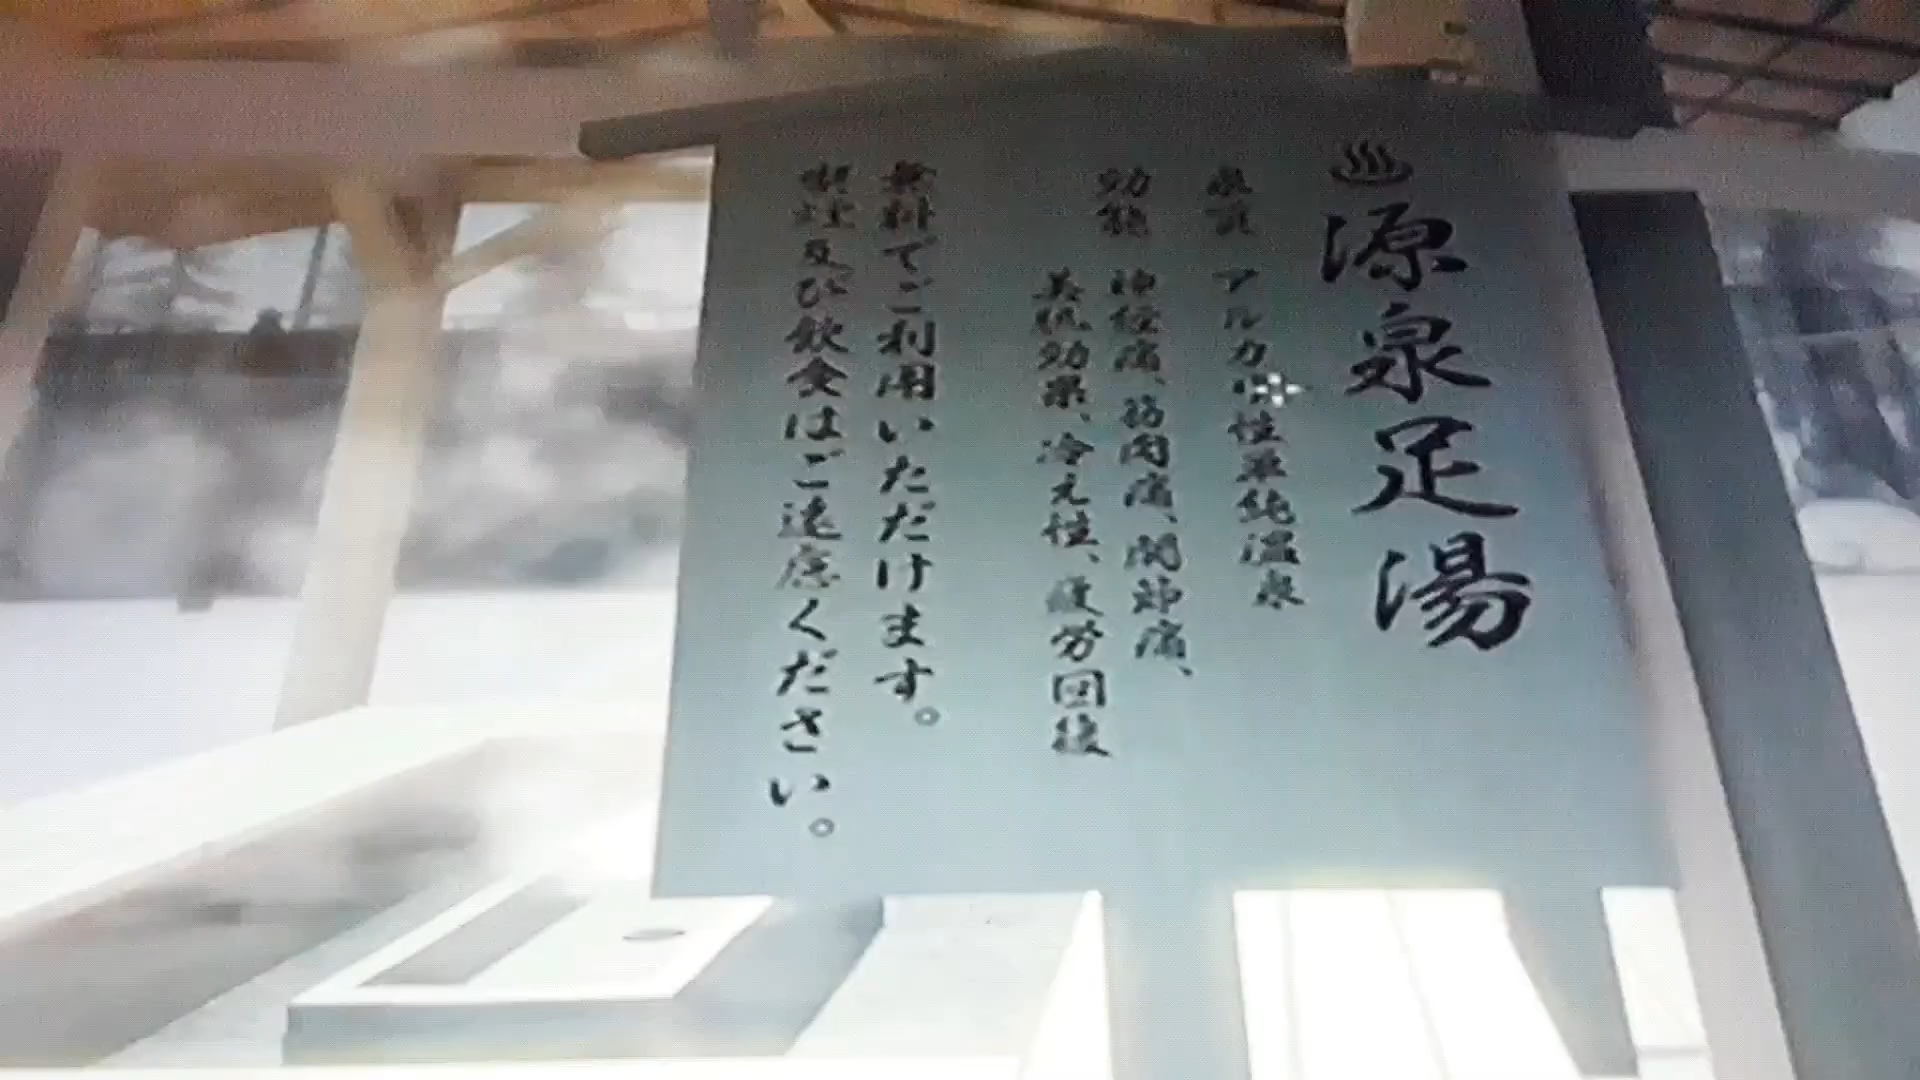 ♨源泉足湯
泉質 アルカリ性単純温泉
効能 神経痛、筋肉痛、関節痛、
美肌効果、冷え性、疲労回復
無料でご利用いただけます。
喫煙及び飲食はご遠慮ください。